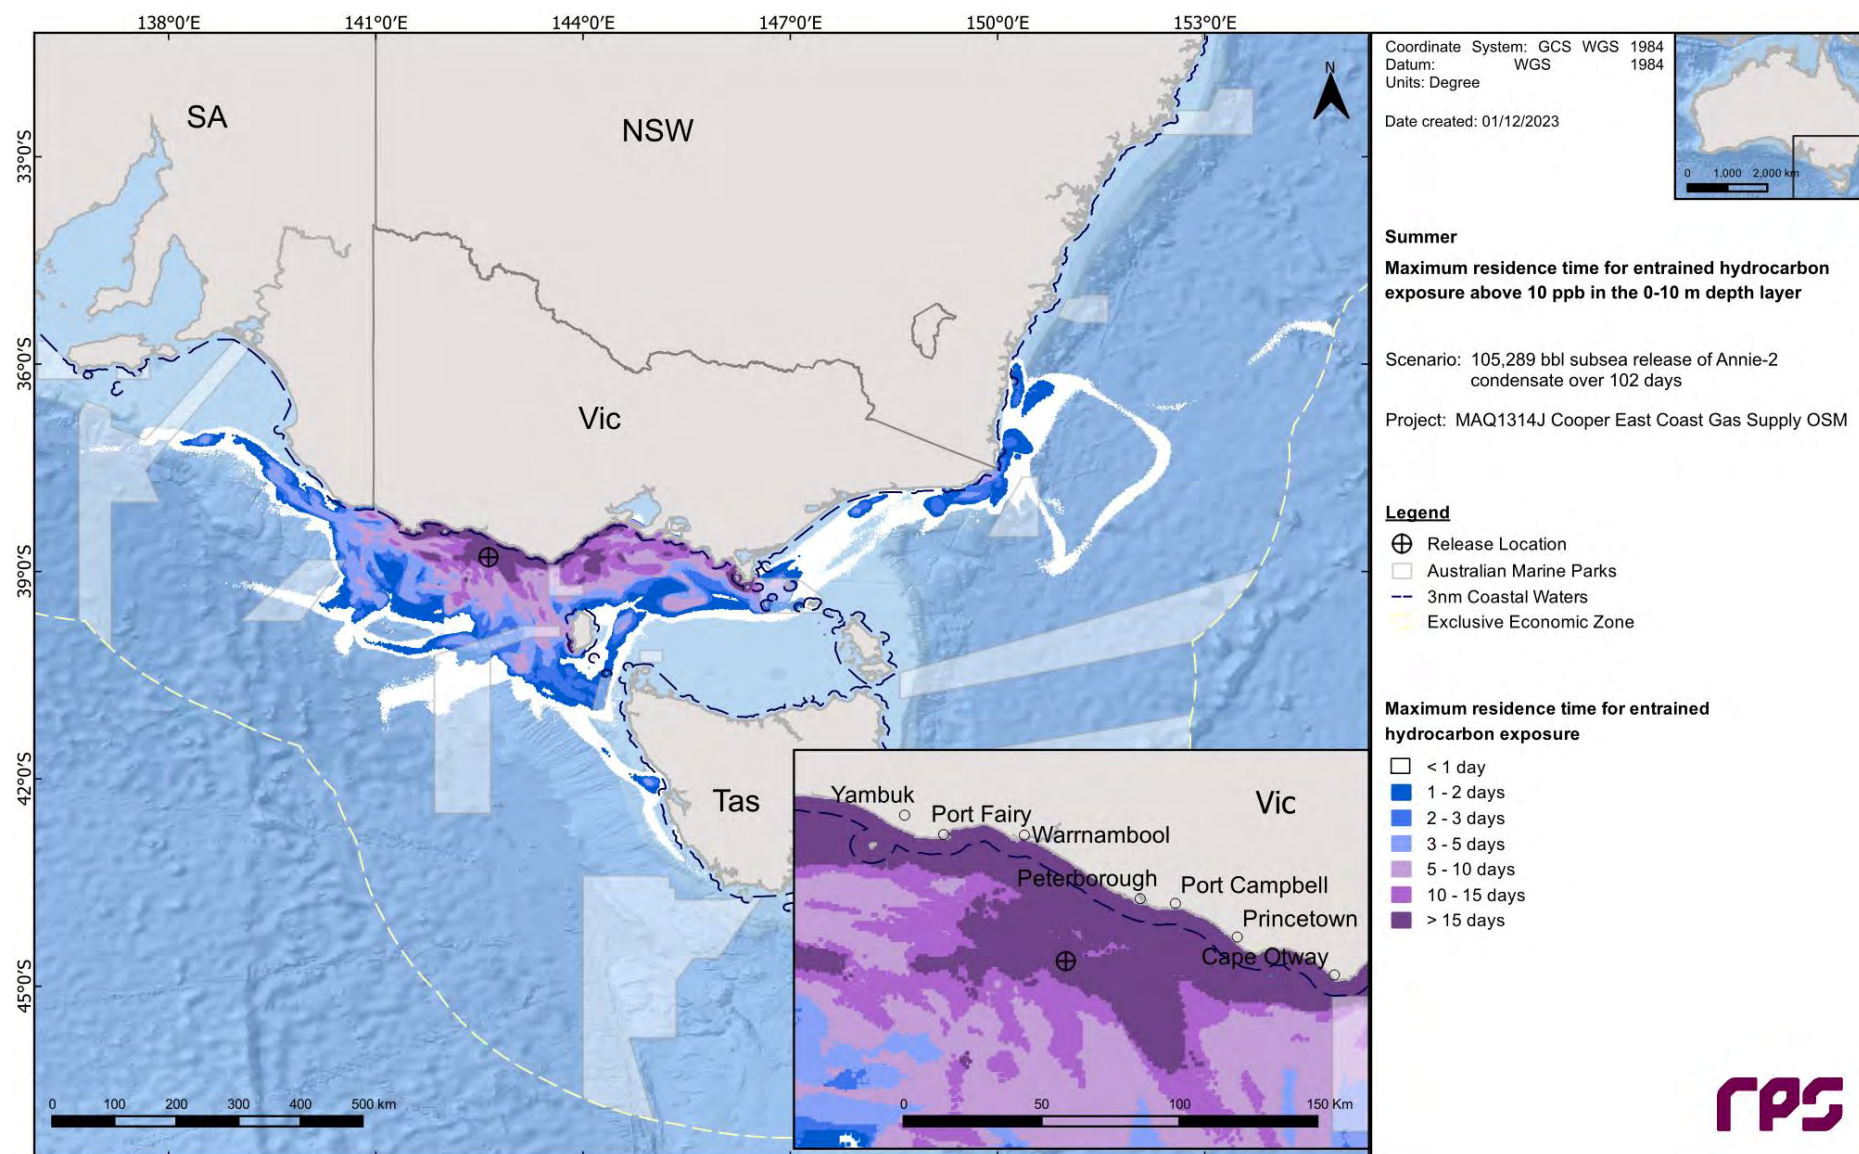 138°0′E 141°0′E 144°0′E 147°0′E 150°0′E 153°0′E
33°0′S
36°0′S
39°0′S
42°0′S
45°0′S
SA
NSW
Vic
Tas
N
0 100 200 300 400 500 km
Yambuk
Port Fairy
Warrnambool
Peterborough
Port Campbell
Princetown
Cape Otway
Vic
0 50 100 150 Km
Coordinate System: GCS WGS 1984
Datum: WGS 1984
Units: Degree
Date created: 01/12/2023
0 1,000 2,000 km
Summer
Maximum residence time for entrained hydrocarbon
exposure above 10 ppb in the 0-10 m depth layer
Scenario: 105,289 bbl subsea release of Annie-2
condensate over 102 days
Project: MAQ1314J Cooper East Coast Gas Supply OSM
Legend
Release Location
Australian Marine Parks
3nm Coastal Waters
Exclusive Economic Zone
Maximum residence time for entrained
hydrocarbon exposure
< 1 day
1 - 2 days
2 - 3 days
3 - 5 days
5 - 10 days
10 - 15 days
> 15 days
rps